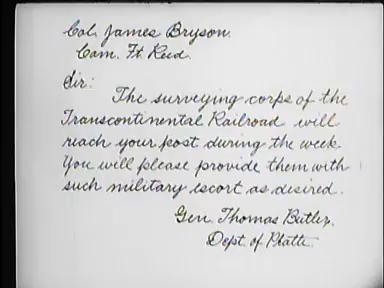 Col. James Bryson.
Com. Ft. Reid.
Sir:
The surveying corps of the
Transcontinental Railroad will
reach your post during the week.
You will please provide them with
such military escort as desired.
Gen. Thomas Butler,
Dept. of Platte.